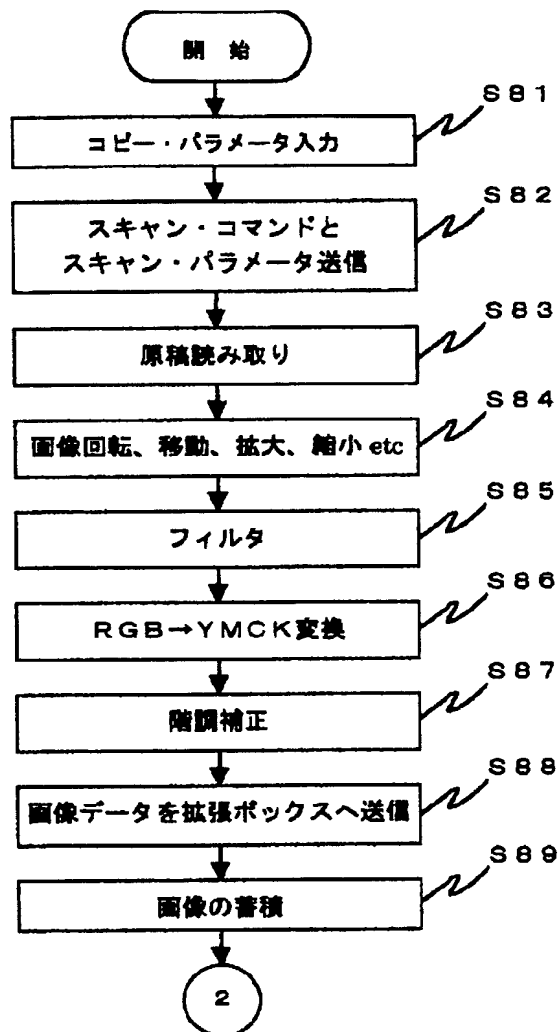 開 始
S81
コピー・パラメータ入力
S82
スキャン・コマンドと
スキャン・パラメータ送信
S83
原稿読み取り
S84
画像回転、移動、拡大、縮小 etc
S85
フィルタ
S86
RGB→YMCK変換
S87
階調補正
S88
画像データを拡張ボックスへ送信
S89
画像の蓄積
2